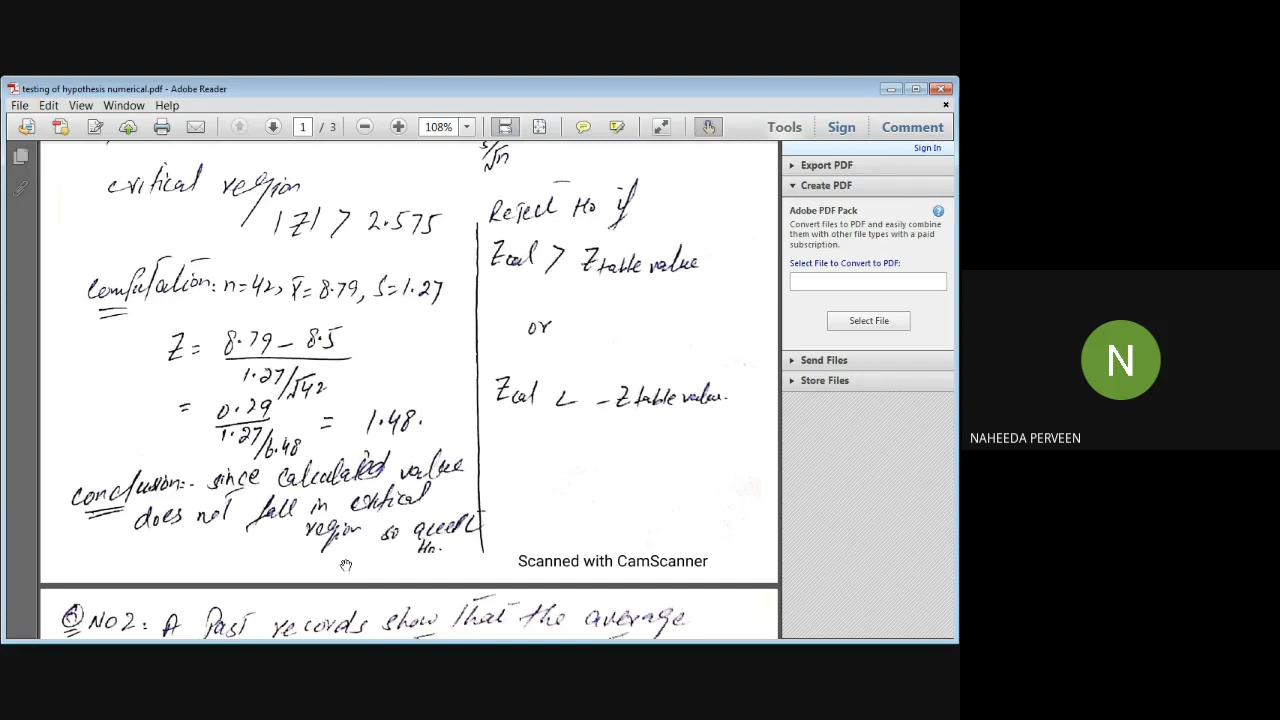 testing of hypothesis numerical.pdf - Adobe Reader
File Edit View Window Help
1 / 3 108% Tools Sign Comment
Sign In
Export PDF
Create PDF
Adobe PDF Pack
Convert files to PDF and easily combine
them with other file types with a paid
subscription.
Select File to Convert to PDF:
Select File
Send Files
Store Files
critical region
|Z| > 2.575
Computation: n=42, x̄=8.79, S=1.27
Z = 8.79 - 8.5
1.27/√42
= 0.29
1.27/6.48
= 1.48.
Conclusion:- since calculated value
does not fall in critical
region so accept
Ho.
s/√n
Reject Ho if
Zcal > Ztable value
or
Zcal < -Ztable value.
Scanned with CamScanner
Q NO2: A Past records show that the average
N
NAHEEDA PERVEEN